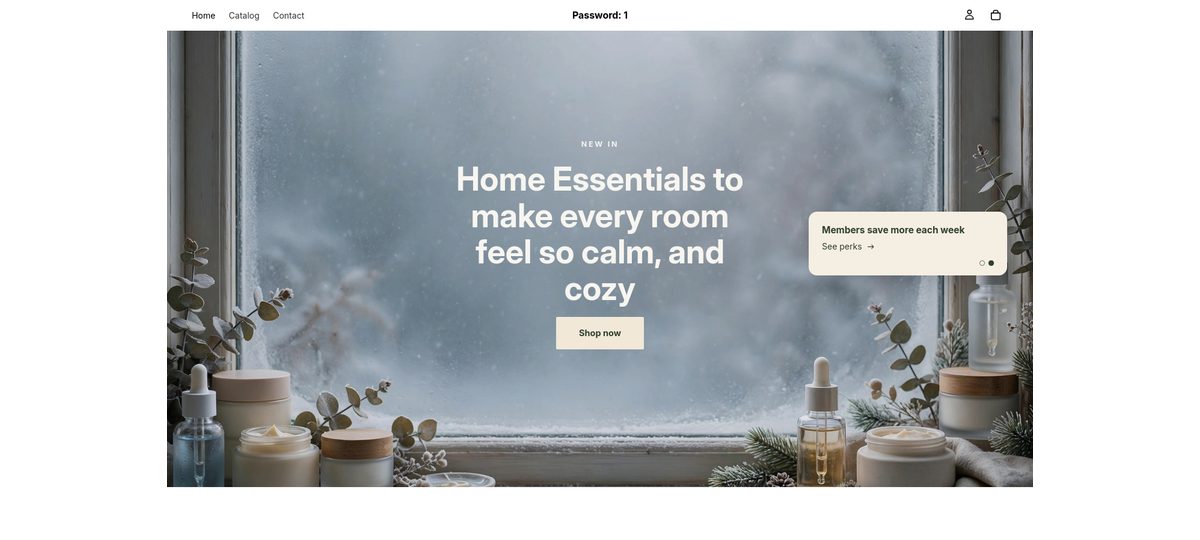 Home
Catalog
Contact
Password: 1
NEW IN
Home Essentials to
make every room
feel so calm, and
cozy
Shop now
Members save more each week
See perks →